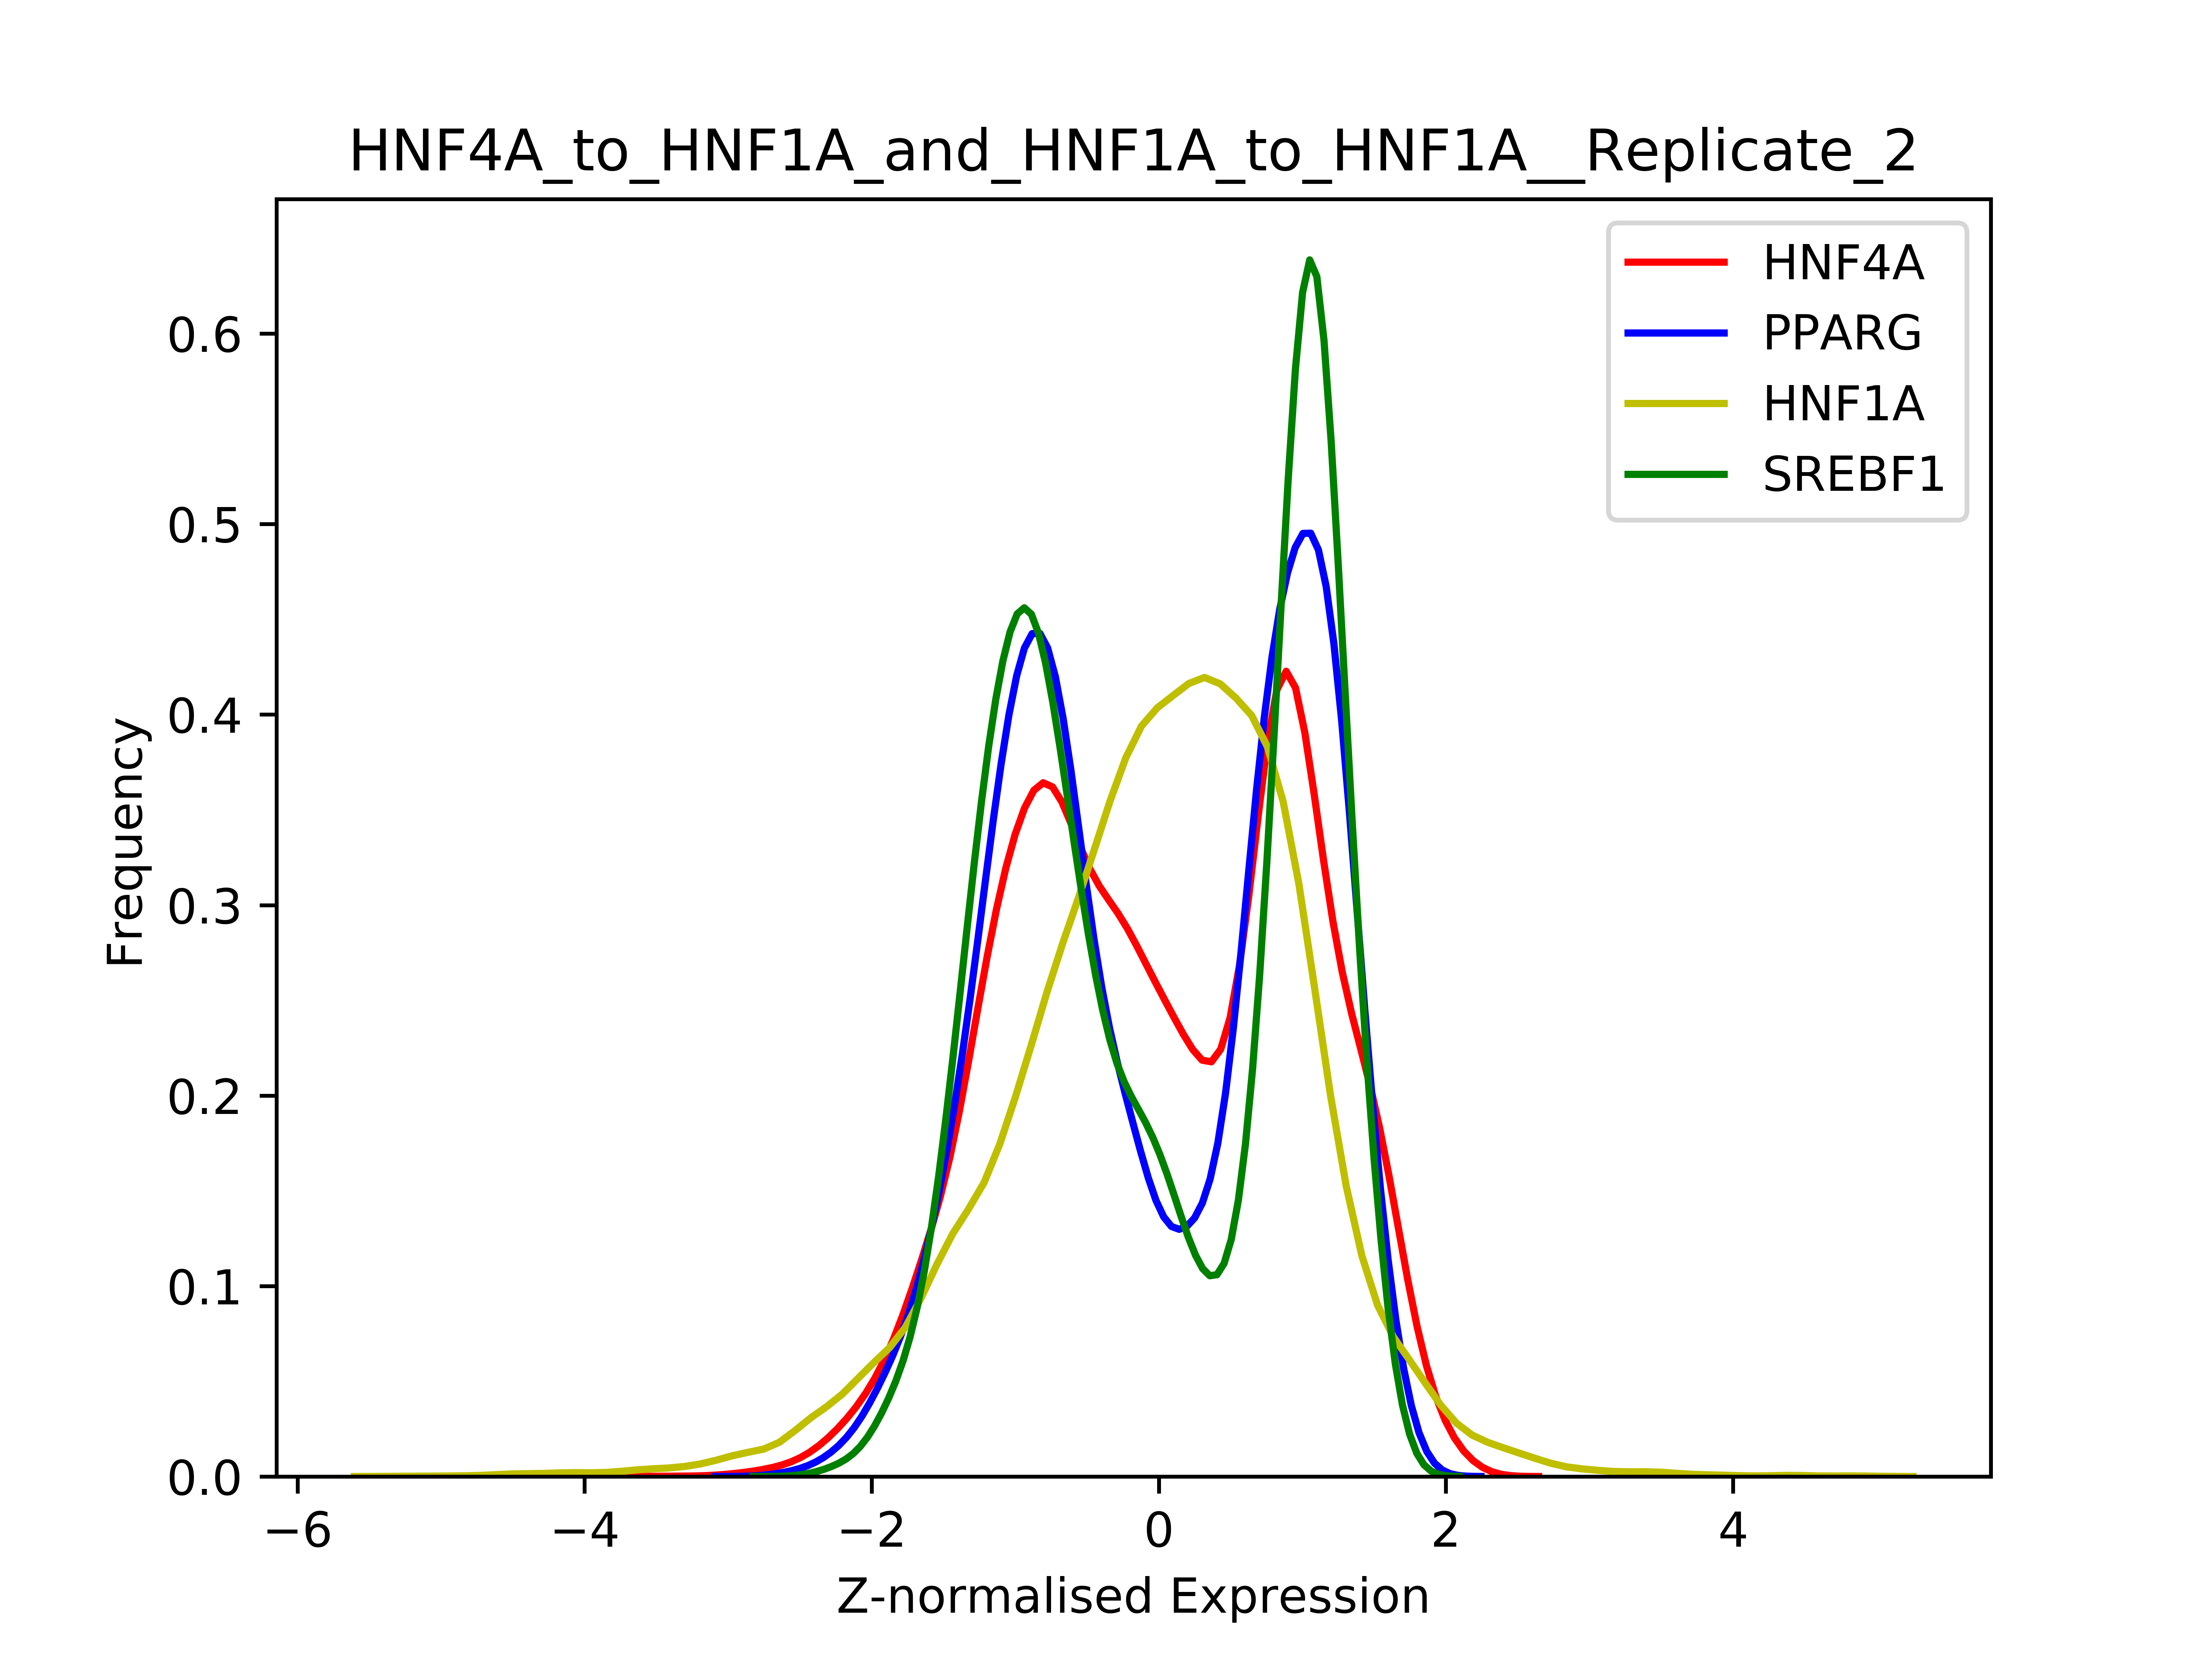 HNF4A_to_HNF1A_and_HNF1A_to_HNF1A__Replicate_2
HNF4A
PPARG
HNF1A
SREBF1
Frequency
0.6
0.5
0.4
0.3
0.2
0.1
0.0
−6 −4 −2 0 2 4
Z-normalised Expression